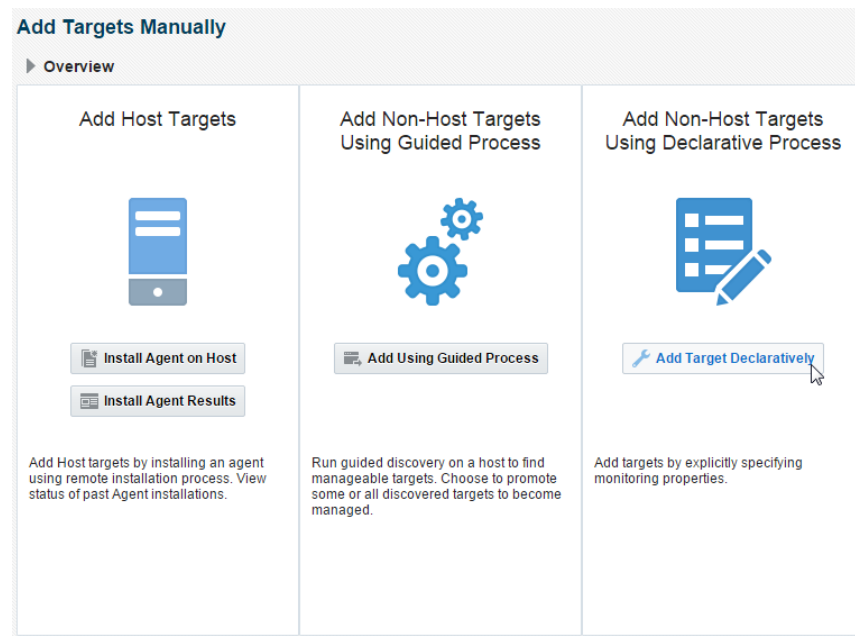 Add Targets Manually
Overview
Add Host Targets
Install Agent on Host
Install Agent Results
Add Host targets by installing an agent
using remote installation process. View
status of past Agent installations.
Add Non-Host Targets
Using Guided Process
Add Using Guided Process
Run guided discovery on a host to find
manageable targets. Choose to promote
some or all discovered targets to become
managed.
Add Non-Host Targets
Using Declarative Process
Add Target Declaratively
Add targets by explicitly specifying
monitoring properties.